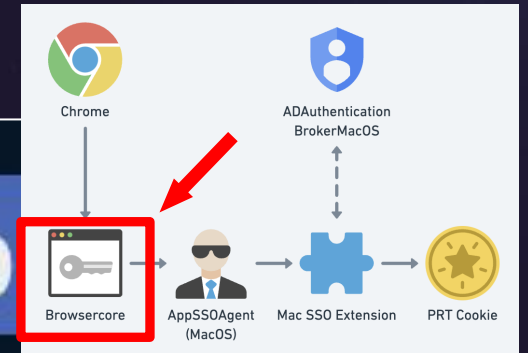 Chrome
ADAuthentication
BrokerMacOS
Browsercore
AppSSOAgent
(MacOS)
Mac SSO Extension
PRT Cookie